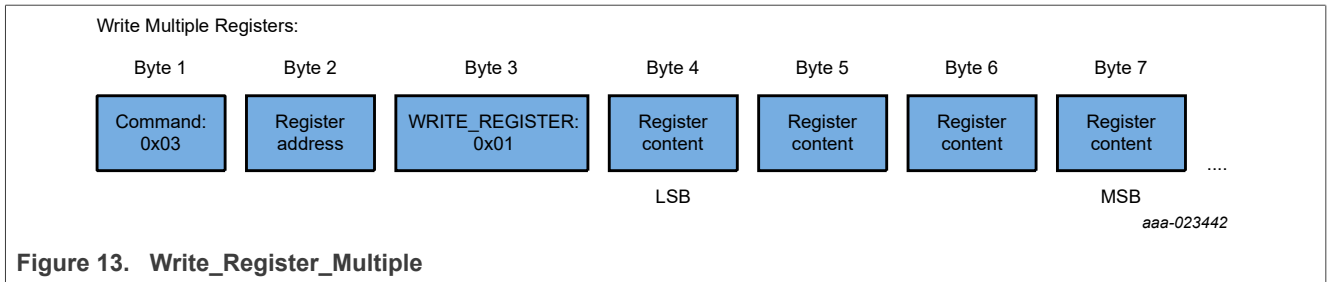 Write Multiple Registers:
Byte 1 Byte 2 Byte 3 Byte 4 Byte 5 Byte 6 Byte 7
Command: Register WRITE_REGISTER: Register Register Register Register
0x03 address 0x01 content content content content
....
LSB MSB
aaa-023442
Figure 13. Write_Register_Multiple